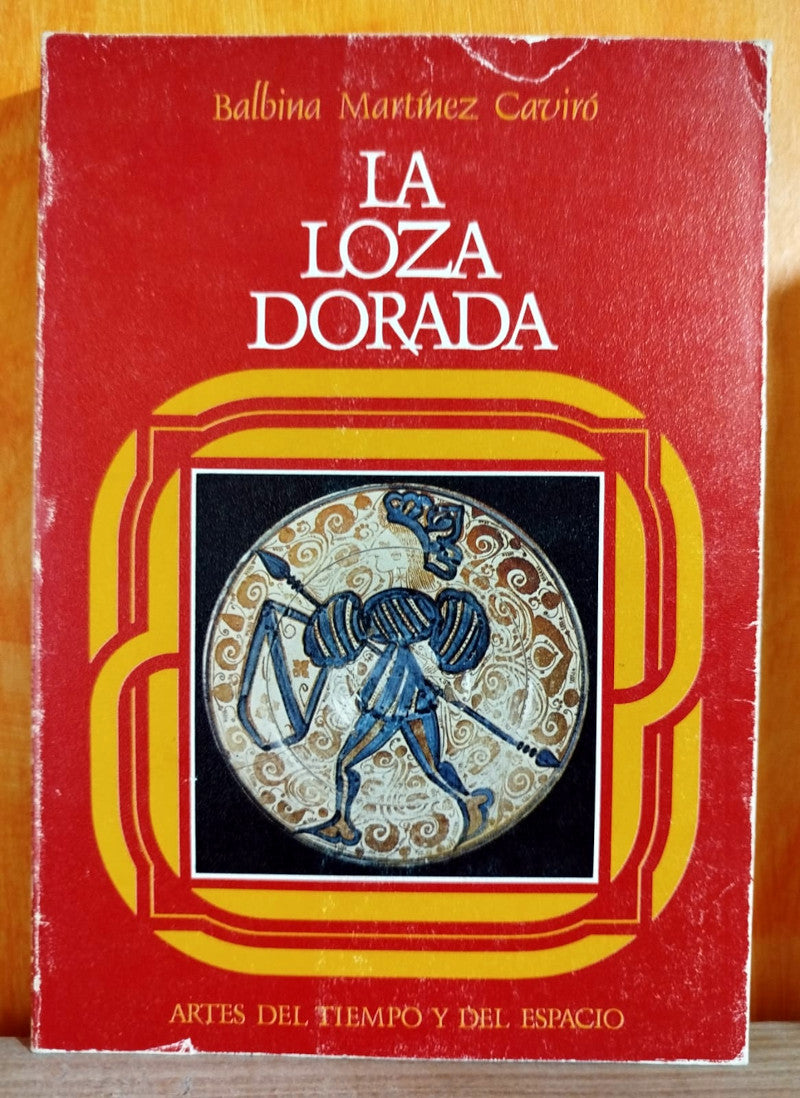 Balbina Martínez Caviró
LA
LOZA
DORADA
ARTES DEL TIEMPO Y DEL ESPACIO